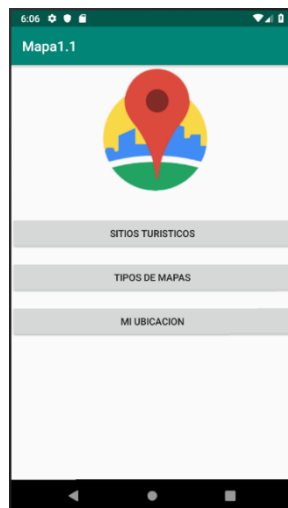 6:06
Mapa1.1
SITIOS TURISTICOS
TIPOS DE MAPAS
MI UBICACION